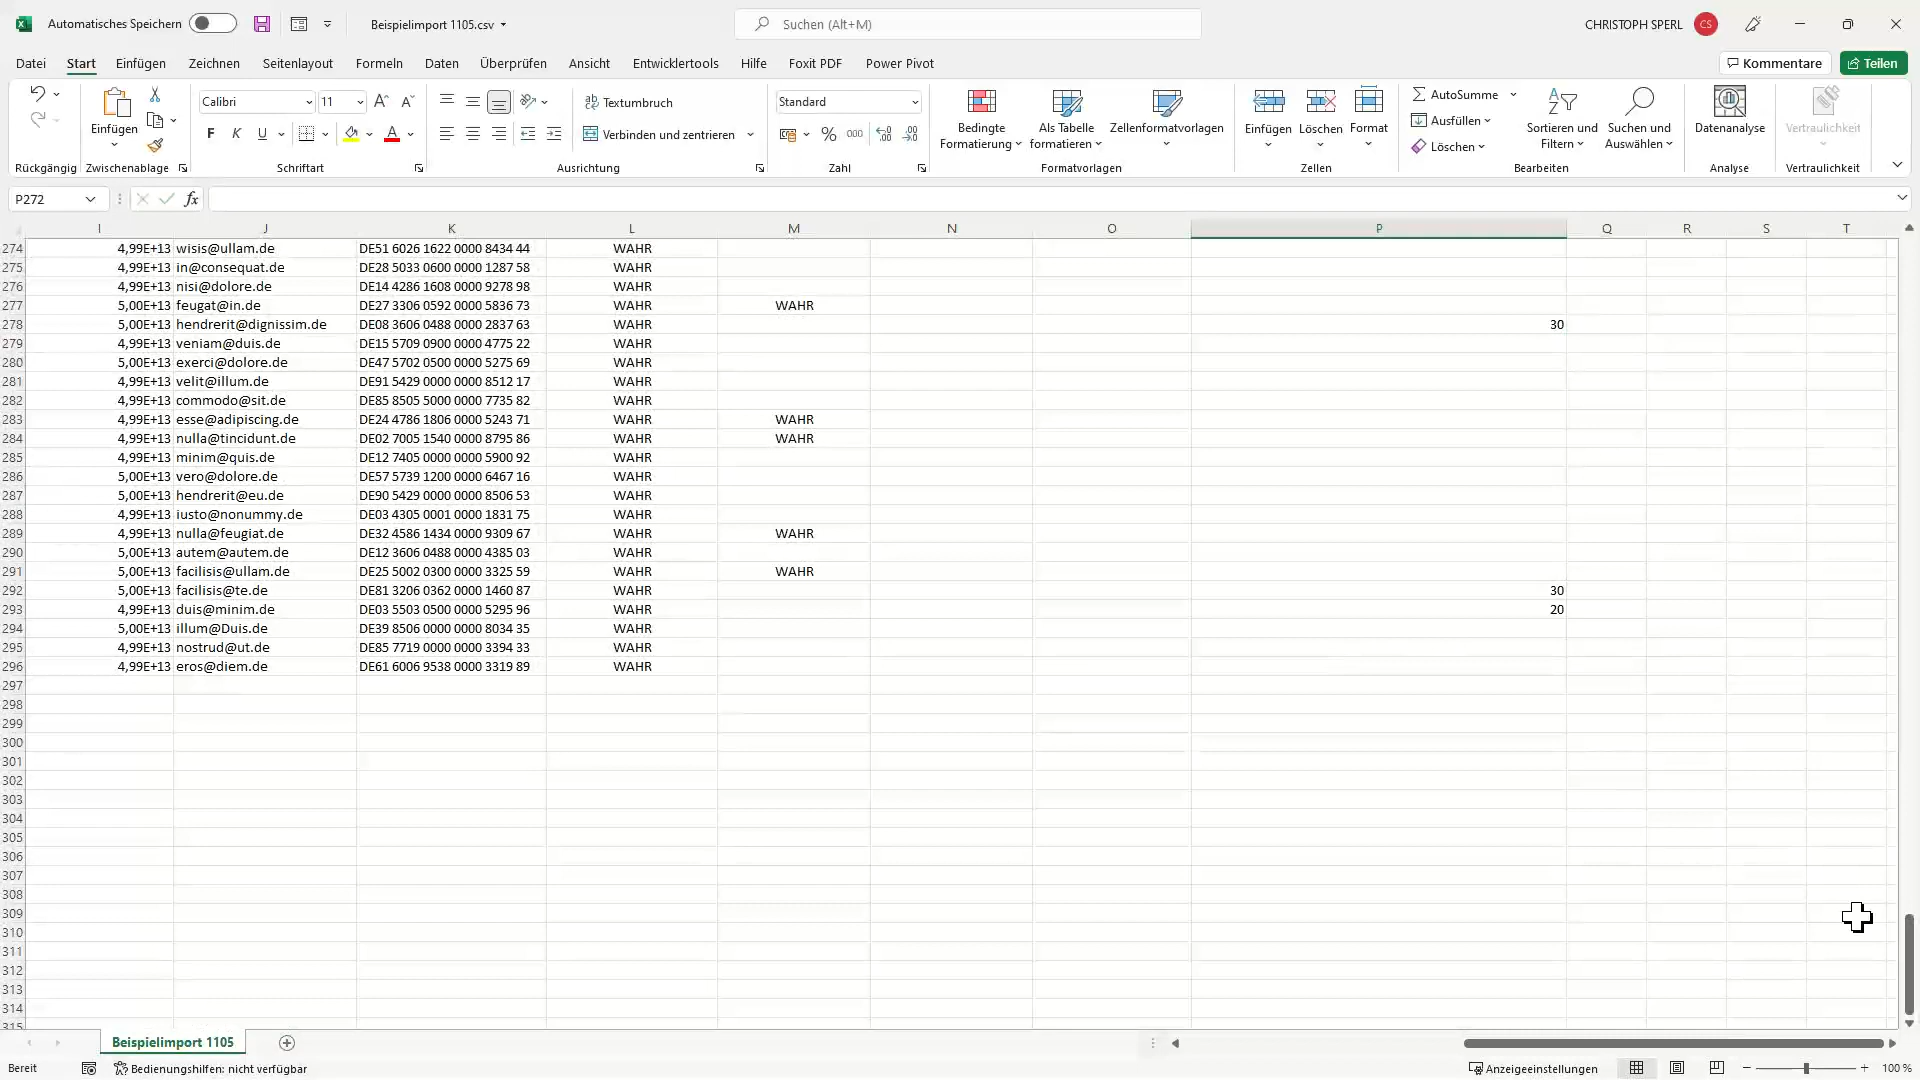 Automatisches Speichern
Beispielimport 1105.csv
Suchen (Alt+M)
CHRISTOPH SPERL
CS
Datei Start Einfügen Zeichnen Seitenlayout Formeln Daten Überprüfen Ansicht Entwicklertools Hilfe Foxit PDF Power Pivot
Kommentare
Teilen
Rückgängig
Einfügen
Zwischenablage
Calibri 11
F K U
Schriftart
Textumbruch
Verbinden und zentrieren
Ausrichtung
Standard
% 000
Zahl
Bedingte Formatierung
Als Tabelle formatieren
Zellenformatvorlagen
Formatvorlagen
Einfügen Löschen Format
Zellen
AutoSumme
Ausfüllen
Löschen
Sortieren und Filtern
Suchen und Auswählen
Bearbeiten
Datenanalyse
Analyse
Vertraulichkeit
Vertraulichkeit
P272
fx
I J K L M N O P Q R S T
274 4,99E+13 wisis@ullam.de DE51 6026 1622 0000 8434 44 WAHR
275 4,99E+13 in@consequat.de DE28 5033 0600 0000 1287 58 WAHR
276 4,99E+13 nisi@dolore.de DE14 4286 1608 0000 9278 98 WAHR
277 5,00E+13 feugat@in.de DE27 3306 0592 0000 5836 73 WAHR WAHR
278 5,00E+13 hendrerit@dignissim.de DE08 3606 0488 0000 2837 63 WAHR 30
279 4,99E+13 veniam@duis.de DE15 5709 0900 0000 4775 22 WAHR
280 5,00E+13 exerci@dolore.de DE47 5702 0500 0000 5275 69 WAHR
281 4,99E+13 velit@illum.de DE91 5429 0000 0000 8512 17 WAHR
282 4,99E+13 commodo@sit.de DE85 8505 5000 0000 7735 82 WAHR
283 4,99E+13 esse@adipiscing.de DE24 4786 1806 0000 5243 71 WAHR WAHR
284 4,99E+13 nulla@tincidunt.de DE02 7005 1540 0000 8795 86 WAHR WAHR
285 4,99E+13 minim@quis.de DE12 7405 0000 0000 5900 92 WAHR
286 5,00E+13 vero@dolore.de DE57 5739 1200 0000 6467 16 WAHR
287 5,00E+13 hendrerit@eu.de DE90 5429 0000 0000 8506 53 WAHR
288 4,99E+13 iusto@nonummy.de DE03 4305 0001 0000 1831 75 WAHR
289 4,99E+13 nulla@feugiat.de DE32 4586 1434 0000 9309 67 WAHR WAHR
290 5,00E+13 autem@autem.de DE12 3606 0488 0000 4385 03 WAHR
291 5,00E+13 facilisis@ullam.de DE25 5002 0300 0000 3325 59 WAHR WAHR
292 5,00E+13 facilisis@te.de DE81 3206 0362 0000 1460 87 WAHR 30
293 4,99E+13 duis@minim.de DE03 5503 0500 0000 5295 96 WAHR 20
294 5,00E+13 illum@Duis.de DE39 8506 0000 0000 8034 35 WAHR
295 4,99E+13 nostrud@ut.de DE85 7719 0000 0000 3394 33 WAHR
296 4,99E+13 eros@diem.de DE61 6006 9538 0000 3319 89 WAHR
297
298
299
300
301
302
303
304
305
306
307
308
309
310
311
312
313
314
315
Beispielimport 1105
Bereit
Bedienungshilfen: nicht verfügbar
Anzeigeeinstellungen
100 %